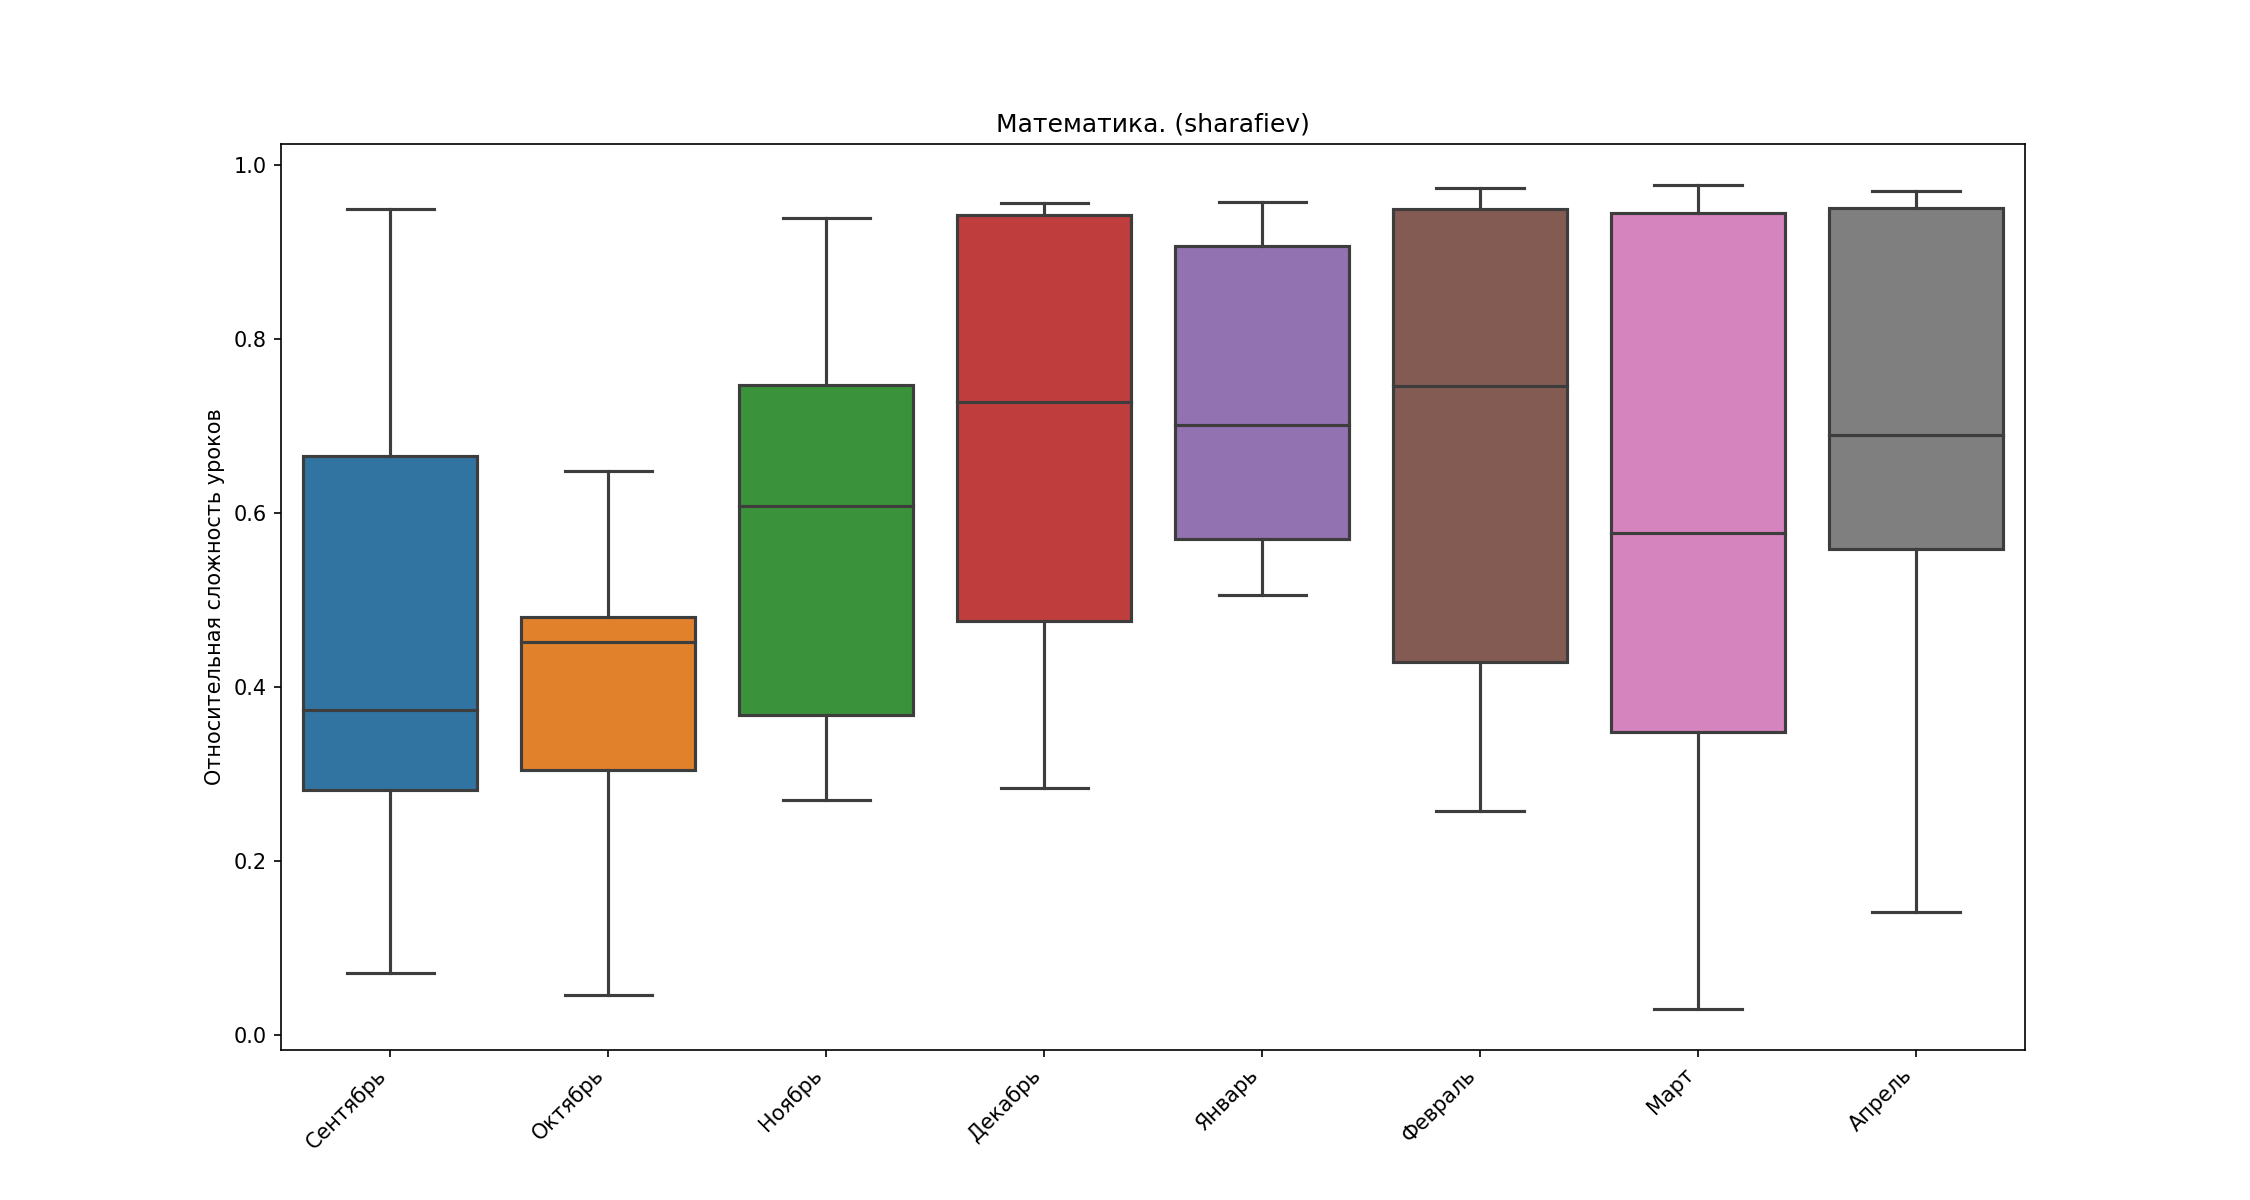 Математика. (sharafiev)
Относительная сложность уроков
1.0
0.8
0.6
0.4
0.2
0.0
Сентябрь
Октябрь
Ноябрь
Декабрь
Январь
Февраль
Март
Апрель